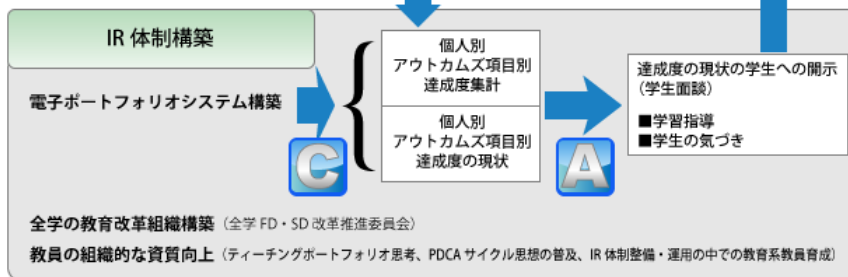 IR 体制構築
電子ポートフォリオシステム構築
個人別
アウトカムズ項目別
達成度集計
個人別
アウトカムズ項目別
達成度の現状
C
A
達成度の現状の学生への開示
（学生面談）
■学習指導
■学生の気づき
全学の教育改革組織構築（全学 FD・SD 改革推進委員会）
教員の組織的な資質向上（ティーチングポートフォリオ思考、PDCA サイクル思想の普及、IR 体制整備・運用の中での教育系教員育成）